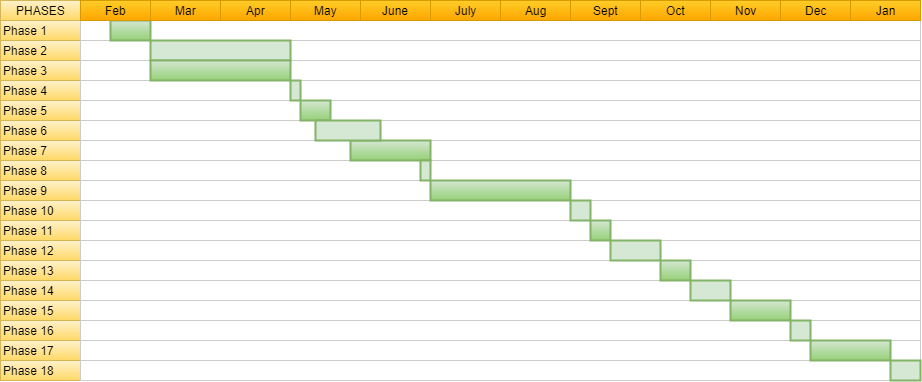 PHASES Feb Mar Apr May June July Aug Sept Oct Nov Dec Jan
Phase 1
Phase 2
Phase 3
Phase 4
Phase 5
Phase 6
Phase 7
Phase 8
Phase 9
Phase 10
Phase 11
Phase 12
Phase 13
Phase 14
Phase 15
Phase 16
Phase 17
Phase 18